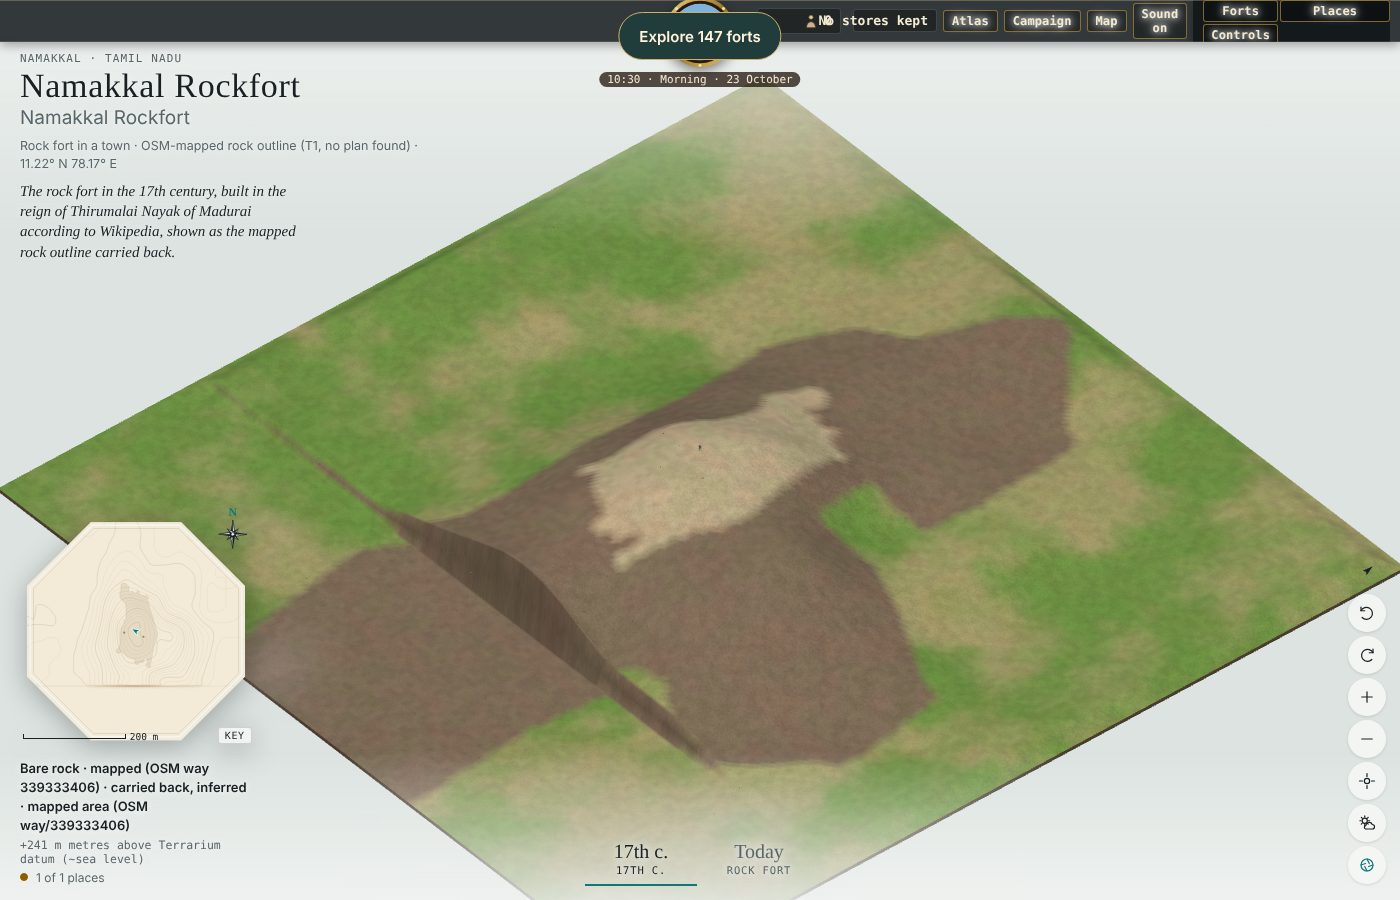 Explore 147 forts
stores kept
Atlas
Campaign
Map
Sound
on
Forts
Places
Controls
10:30 · Morning · 23 October
NAMAKKAL · TAMIL NADU
Namakkal Rockfort
Namakkal Rockfort
Rock fort in a town · OSM-mapped rock outline (T1, no plan found) ·
11.22° N 78.17° E
The rock fort in the 17th century, built in the
reign of Thirumalai Nayak of Madurai
according to Wikipedia, shown as the mapped
rock outline carried back.
N
200 m
KEY
Bare rock · mapped (OSM way
339333406) · carried back, inferred
· mapped area (OSM
way/339333406)
+241 m metres above Terrarium
datum (~sea level)
1 of 1 places
17th c.
17TH C.
Today
ROCK FORT